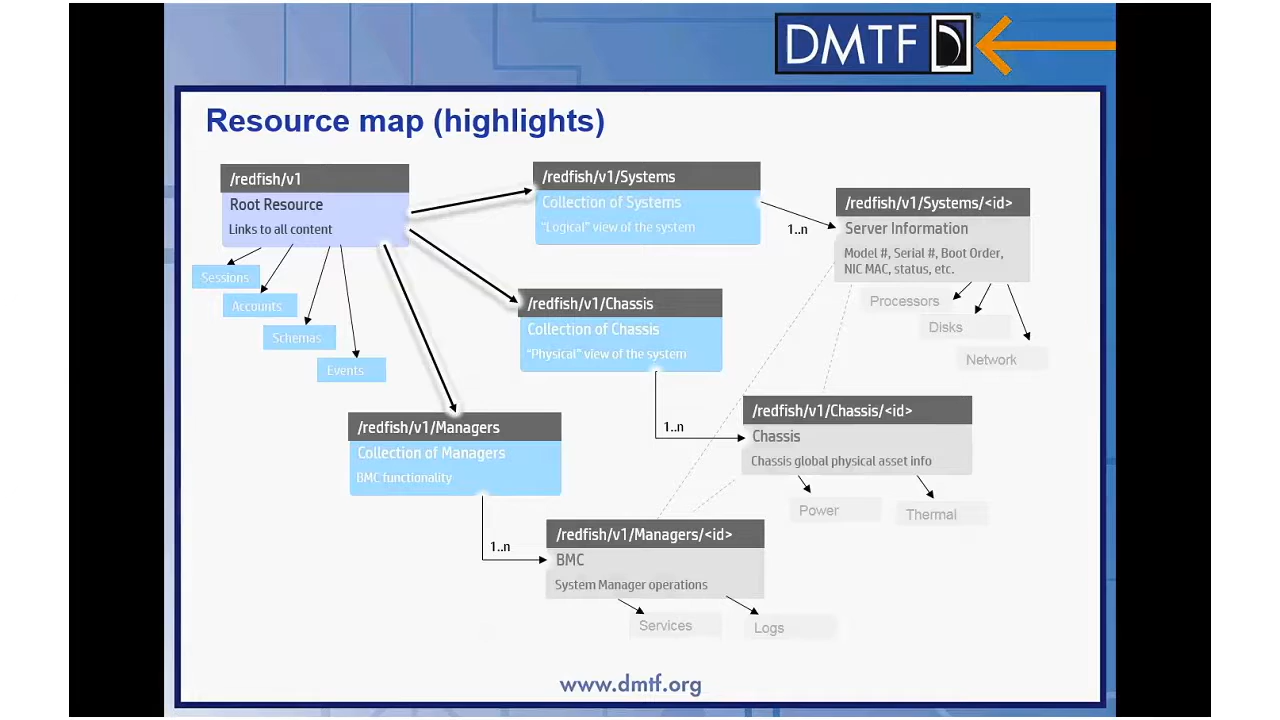 DMTF
Resource map (highlights)
/redfish/v1
Root Resource
Links to all content
Sessions
Accounts
Schemas
Events
/redfish/v1/Systems
Collection of Systems
"Logical" view of the system
1..n
/redfish/v1/Systems/<id>
Server Information
Model #, Serial #, Boot Order,
NIC MAC, status, etc.
Processors
Disks
Network
/redfish/v1/Chassis
Collection of Chassis
"Physical" view of the system
1..n
/redfish/v1/Chassis/<id>
Chassis
Chassis global physical asset info
Power
Thermal
/redfish/v1/Managers
Collection of Managers
BMC functionality
1..n
/redfish/v1/Managers/<id>
BMC
System Manager operations
Services
Logs
www.dmtf.org